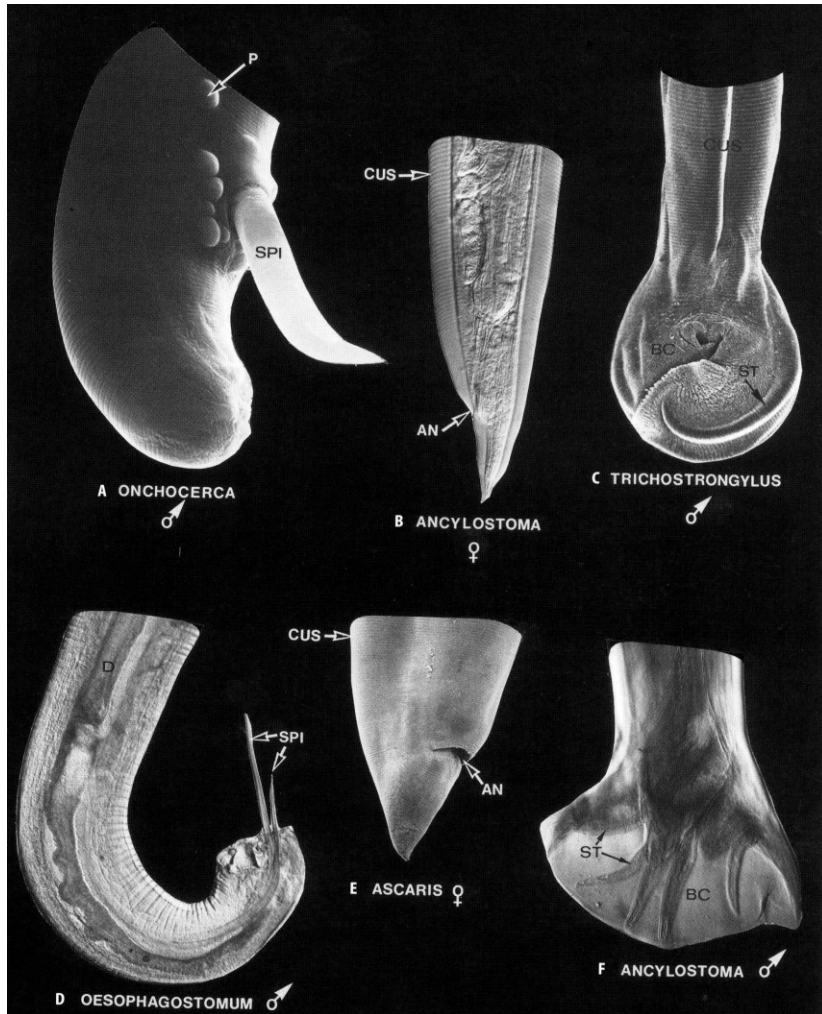 P
SPI
A ONCHOCERCA
♂
CUS
AN
B ANCYLOSTOMA
♀
CUS
BC
ST
C TRICHOSTRONGYLUS
♂
D
SPI
D OESOPHAGOSTOMUM ♂
CUS
AN
E ASCARIS ♀
ST
BC
F ANCYLOSTOMA ♂